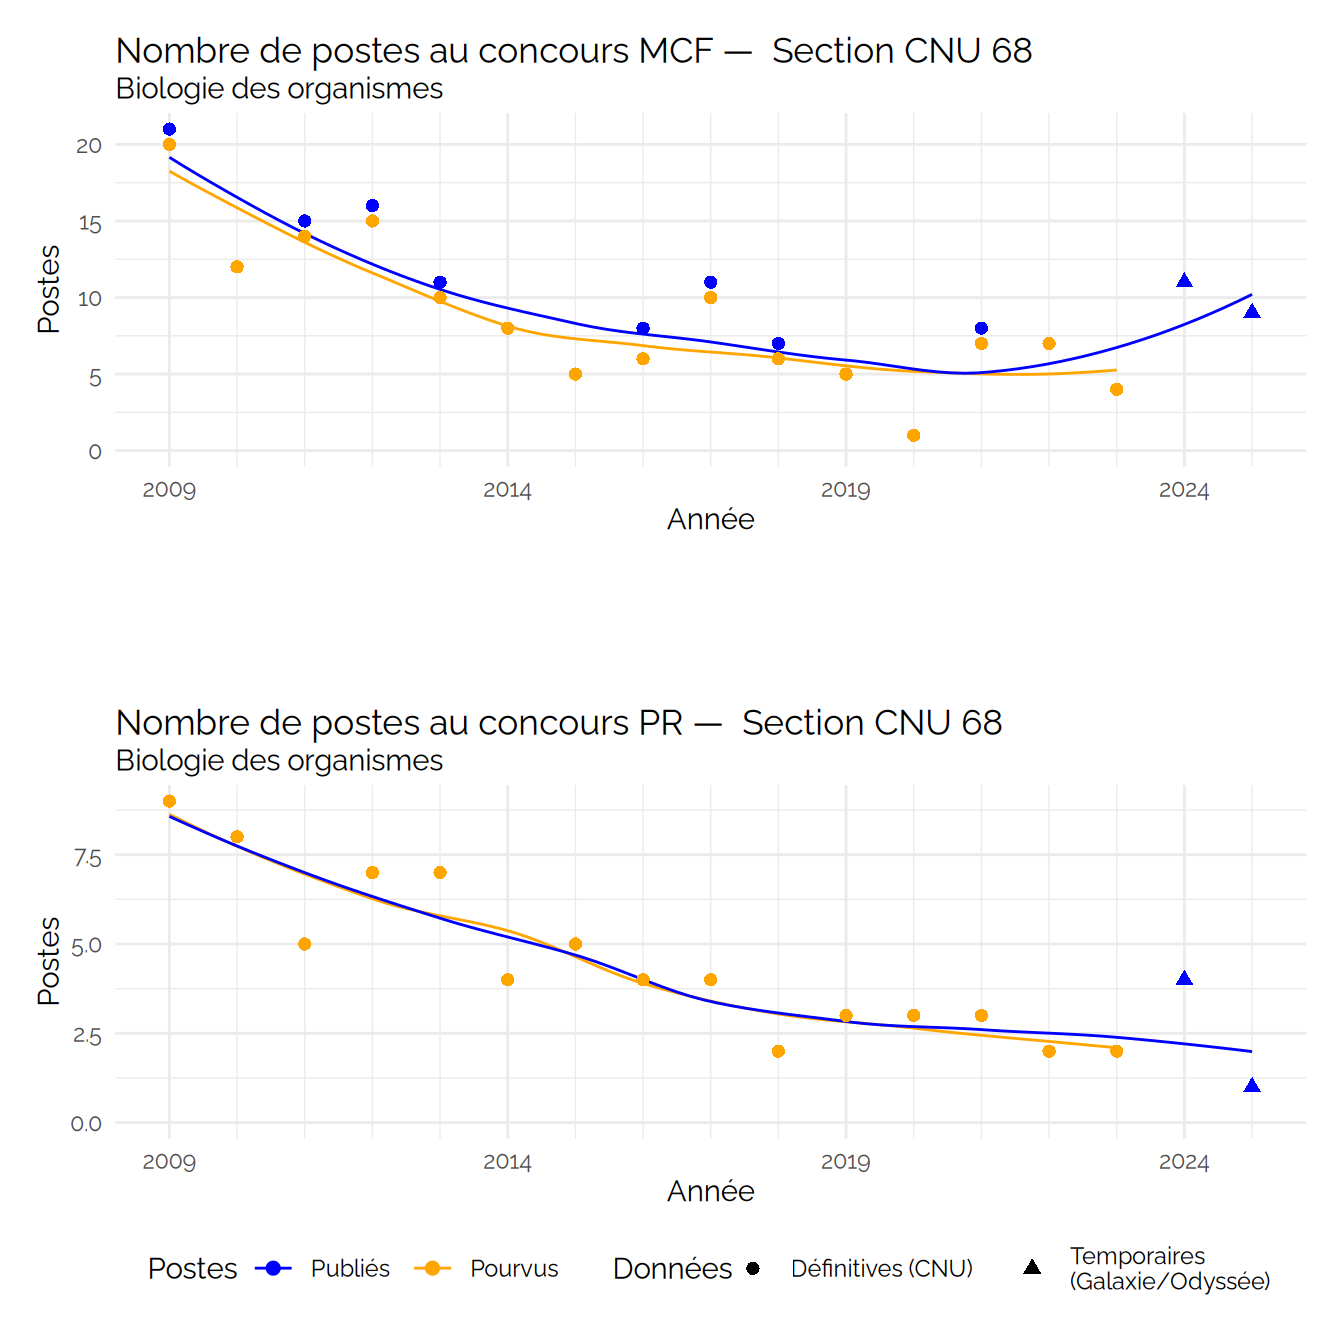 Nombre de postes au concours MCF — Section CNU 68
Biologie des organismes
Postes
20
15
10
5
0
2009 2014 2019 2024
Année
Nombre de postes au concours PR — Section CNU 68
Biologie des organismes
Postes
7.5
5.0
2.5
0.0
2009 2014 2019 2024
Année
Postes Publiés Pourvus Données Définitives (CNU) Temporaires
(Galaxie/Odyssée)